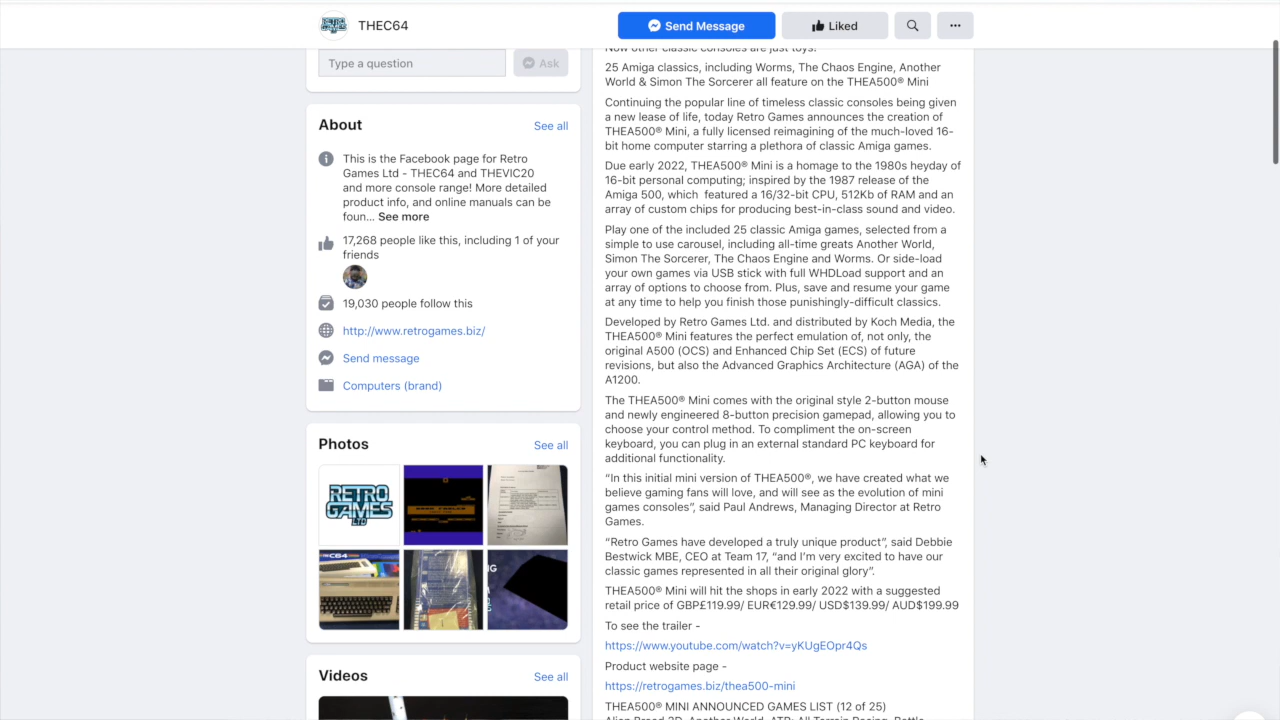 THEC64
Send Message
Liked
Type a question
Ask
About
See all
This is the Facebook page for Retro
Games Ltd - THEC64 and THEVIC20
and more console range! More detailed
product info, and online manuals can be
foun... See more
17,268 people like this, including 1 of your
friends
19,030 people follow this
http://www.retrogames.biz/
Send message
Computers (brand)
Photos
See all
RETRO
GAMES
LTD
Videos
See all
Now other classic consoles are just toys!
25 Amiga classics, including Worms, The Chaos Engine, Another
World & Simon The Sorcerer all feature on the THEA500® Mini
Continuing the popular line of timeless classic consoles being given
a new lease of life, today Retro Games announces the creation of
THEA500® Mini, a fully licensed reimagining of the much-loved 16-
bit home computer starring a plethora of classic Amiga games.
Due early 2022, THEA500® Mini is a homage to the 1980s heyday of
16-bit personal computing; inspired by the 1987 release of the
Amiga 500, which featured a 16/32-bit CPU, 512Kb of RAM and an
array of custom chips for producing best-in-class sound and video.
Play one of the included 25 classic Amiga games, selected from a
simple to use carousel, including all-time greats Another World,
Simon The Sorcerer, The Chaos Engine and Worms. Or side-load
your own games via USB stick with full WHDLoad support and an
array of options to choose from. Plus, save and resume your game
at any time to help you finish those punishingly-difficult classics.
Developed by Retro Games Ltd. and distributed by Koch Media, the
THEA500® Mini features the perfect emulation of, not only, the
original A500 (OCS) and Enhanced Chip Set (ECS) of future
revisions, but also the Advanced Graphics Architecture (AGA) of the
A1200.
The THEA500® Mini comes with the original style 2-button mouse
and newly engineered 8-button precision gamepad, allowing you to
choose your control method. To compliment the on-screen
keyboard, you can plug in an external standard PC keyboard for
additional functionality.
“In this initial mini version of THEA500®, we have created what we
believe gaming fans will love, and will see as the evolution of mini
games consoles”, said Paul Andrews, Managing Director at Retro
Games.
“Retro Games have developed a truly unique product”, said Debbie
Bestwick MBE, CEO at Team 17, “and I’m very excited to have our
classic games represented in all their original glory”.
THEA500® Mini will hit the shops in early 2022 with a suggested
retail price of GBP£119.99/ EUR€129.99/ USD$139.99/ AUD$199.99
To see the trailer -
https://www.youtube.com/watch?v=yKUgEOpr4Qs
Product website page -
https://retrogames.biz/thea500-mini
THEA500® MINI ANNOUNCED GAMES LIST (12 of 25)
Alien Breed 3D, Another World, ATR: All Terrain Racing, Battle